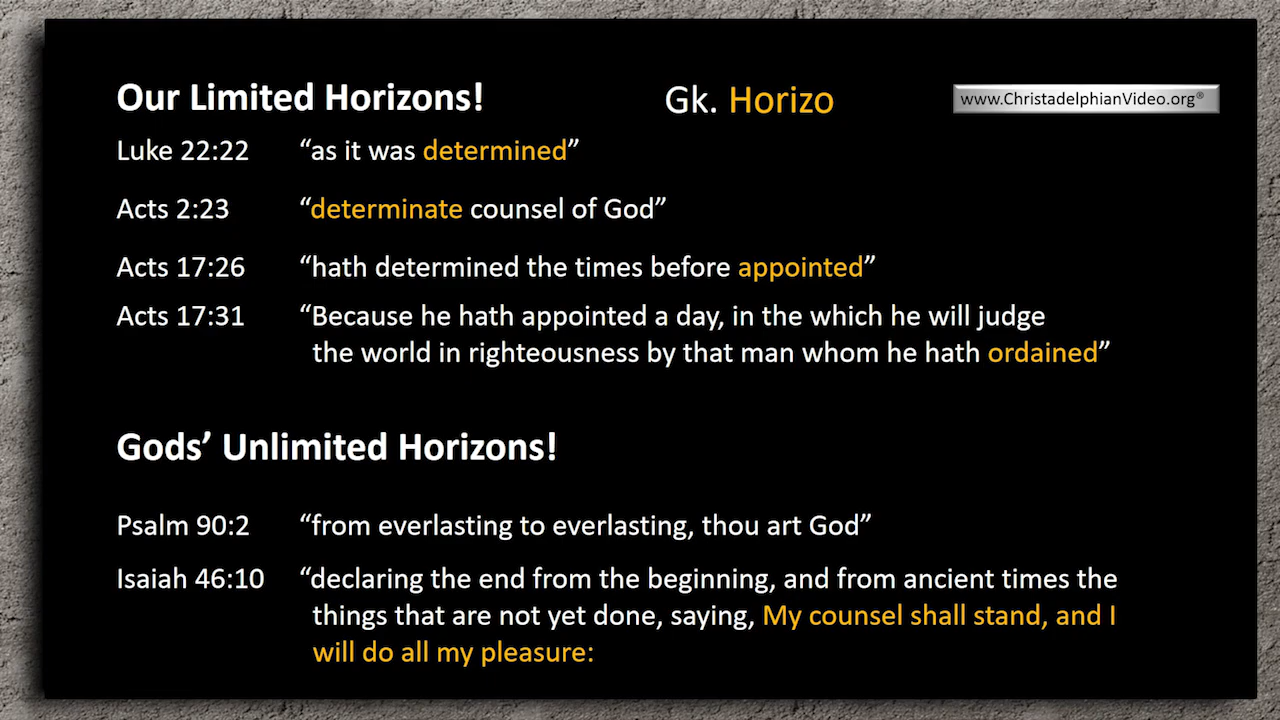 Our Limited Horizons! Gk. Horizo www.ChristadelphianVideo.org®
Luke 22:22 “as it was determined”
Acts 2:23 “determinate counsel of God”
Acts 17:26 “hath determined the times before appointed”
Acts 17:31 “Because he hath appointed a day, in the which he will judge
the world in righteousness by that man whom he hath ordained”
Gods’ Unlimited Horizons!
Psalm 90:2 “from everlasting to everlasting, thou art God”
Isaiah 46:10 “declaring the end from the beginning, and from ancient times the
things that are not yet done, saying, My counsel shall stand, and I
will do all my pleasure: